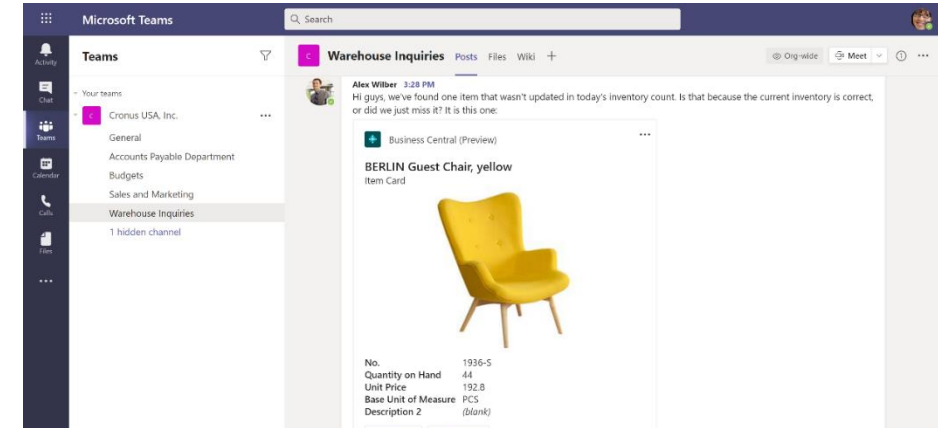 Microsoft Teams
Search
Activity
Chat
Teams
Calendar
Calls
Files
Teams
Your teams
C
Cronus USA, Inc.
General
Accounts Payable Department
Budgets
Sales and Marketing
Warehouse Inquiries
1 hidden channel
C
Warehouse Inquiries Posts Files Wiki
Org-wide
Meet
Alex Wilber 3:28 PM
Hi guys, we've found one item that wasn't updated in today's inventory count. Is that because the current inventory is correct,
or did we just miss it? It is this one:
Business Central (Preview)
BERLIN Guest Chair, yellow
Item Card
No. 1936-S
Quantity on Hand 44
Unit Price 192.8
Base Unit of Measure PCS
Description 2 (blank)